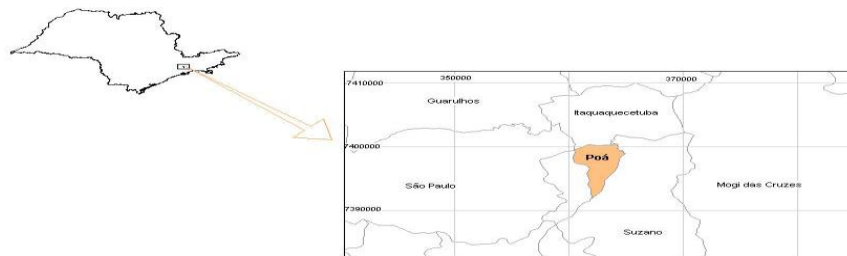 350000
370000
7410000
Guarulhos
Itaquaquecetuba
7400000
Poá
São Paulo
Mogi das Cruzes
7390000
Suzano